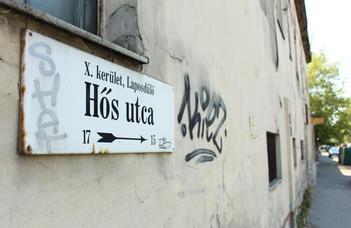 X. kerület, Laposdűlő
Hős utca
17 15